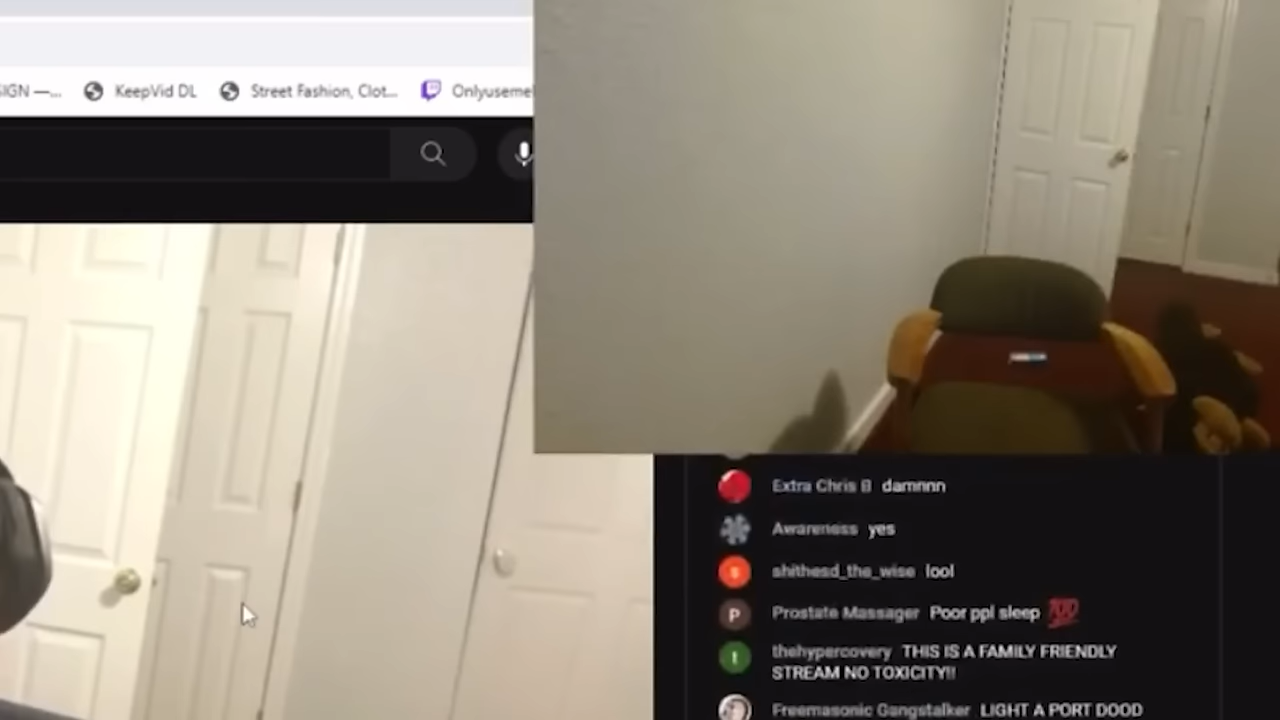 SIGN —... KeepVid DL Street Fashion, Clot... Onlyuseme
Extra Chris B damnnn
Awareness yes
shithesd_the_wise lool
P Prostate Massager Poor ppl sleep 💯
t thehypercovery THIS IS A FAMILY FRIENDLY
STREAM NO TOXICITY!!
Freemasonic Gangstalker LIGHT A PORT DOOD